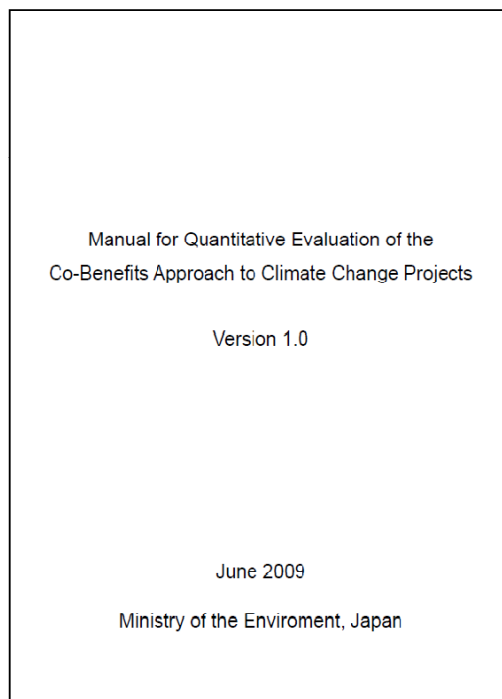 Manual for Quantitative Evaluation of the
Co-Benefits Approach to Climate Change Projects
Version 1.0
June 2009
Ministry of the Enviroment, Japan